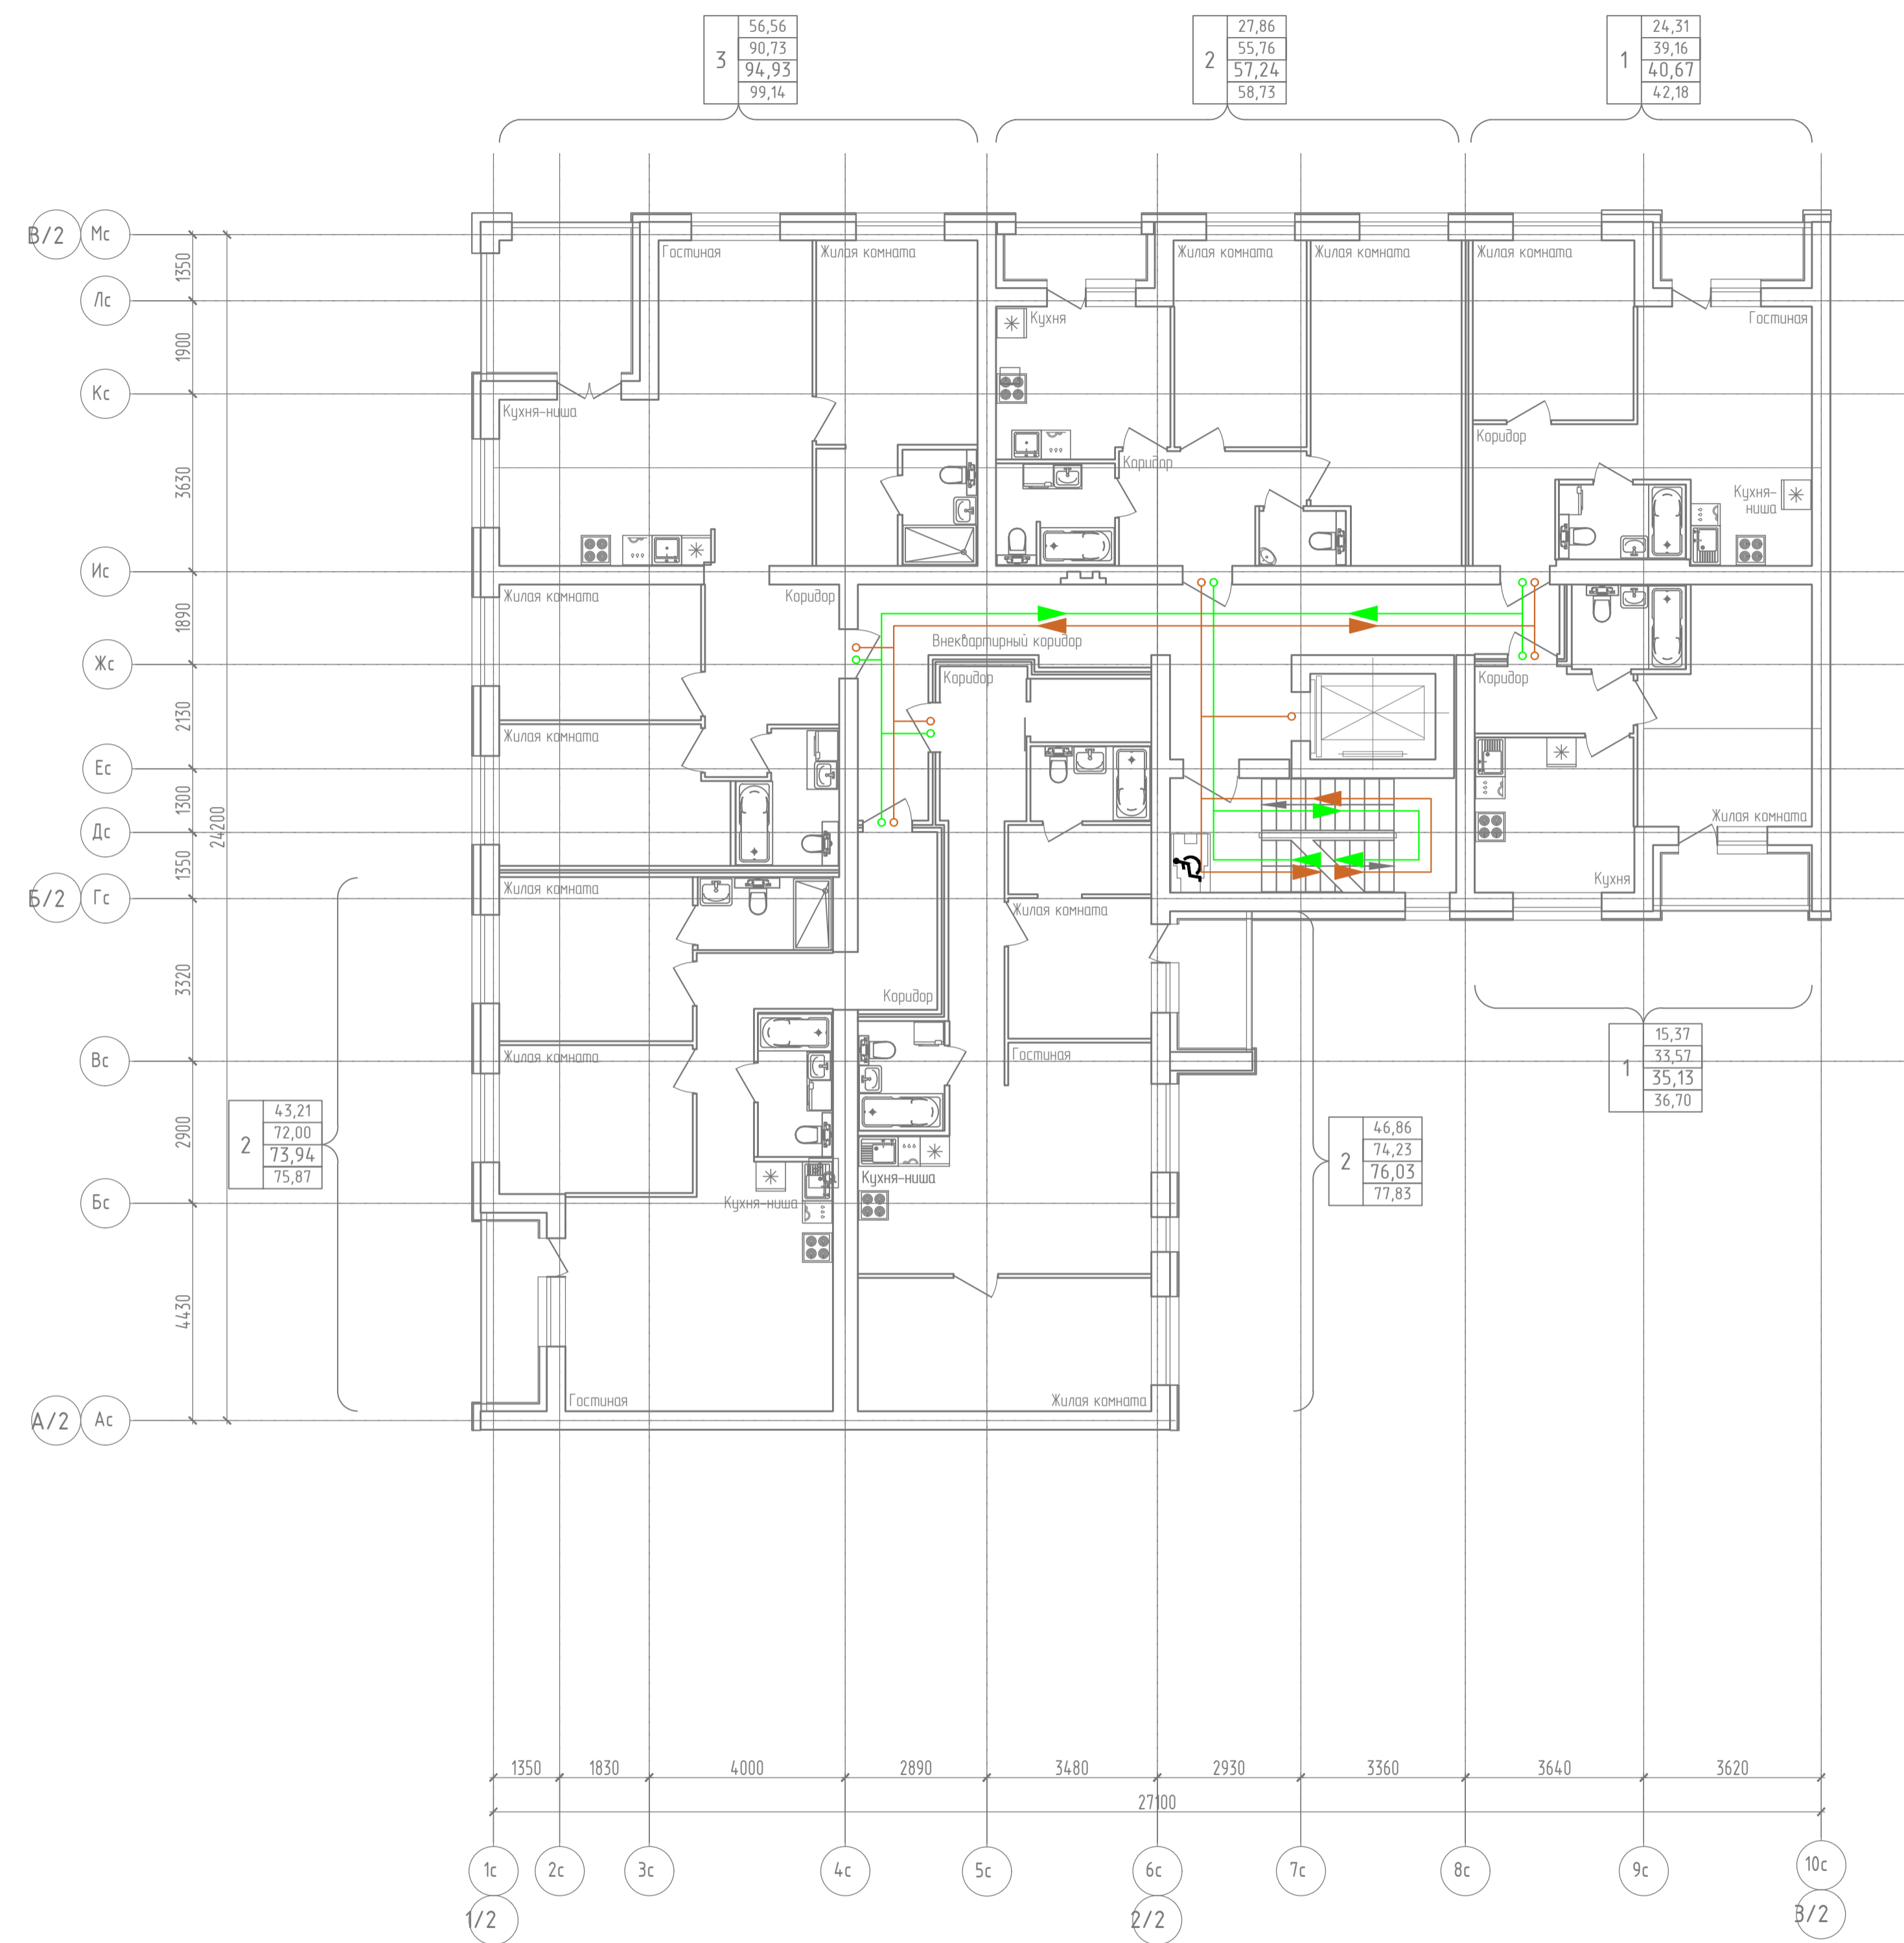 3
56,56
90,73
94,93
99,14
2
27,86
55,76
57,24
58,73
1
24,31
39,16
40,67
42,18
В/2
Мс
1350
Лс
1900
Кс
3630
Ис
1890
Жс
2130
Ес
1300
Дс
1350
Б/2
Гс
3320
Вс
2900
Бс
4430
А/2
Ас
24200
Гостиная
Жилая комната
Жилая комната
Жилая комната
Жилая комната
Кухня
Гостиная
Кухня-ниша
Коридор
Коридор
Кухня-
ниша
Жилая комната
Коридор
Внеквартирный коридор
Коридор
Коридор
Жилая комната
Жилая комната
Кухня
Жилая комната
Жилая комната
Коридор
Жилая комната
Гостиная
Кухня-ниша
Кухня-ниша
Гостиная
Жилая комната
2
43,21
72,00
73,94
75,87
2
46,86
74,23
76,03
77,83
1
15,37
33,57
35,13
36,70
1350
1830
4000
2890
3480
2930
3360
3640
3620
27100
1с
2с
3с
4с
5с
6с
7с
8с
9с
10с
1/2
2/2
3/2